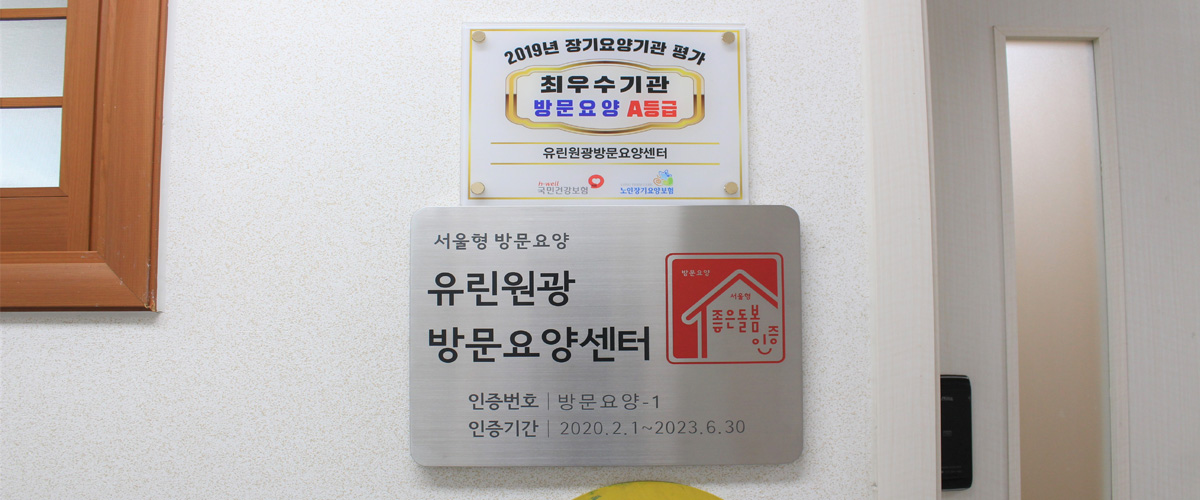 2019년 장기요양기관 평가
최우수기관
방문요양 A등급
유린원광방문요양센터
h-well
국민건강보험
노인장기요양보험
서울형 방문요양
유린원광
방문요양센터
방문요양
서울형
좋은돌봄
인증
인증번호 | 방문요양-1
인증기간 | 2020.2.1~2023.6.30